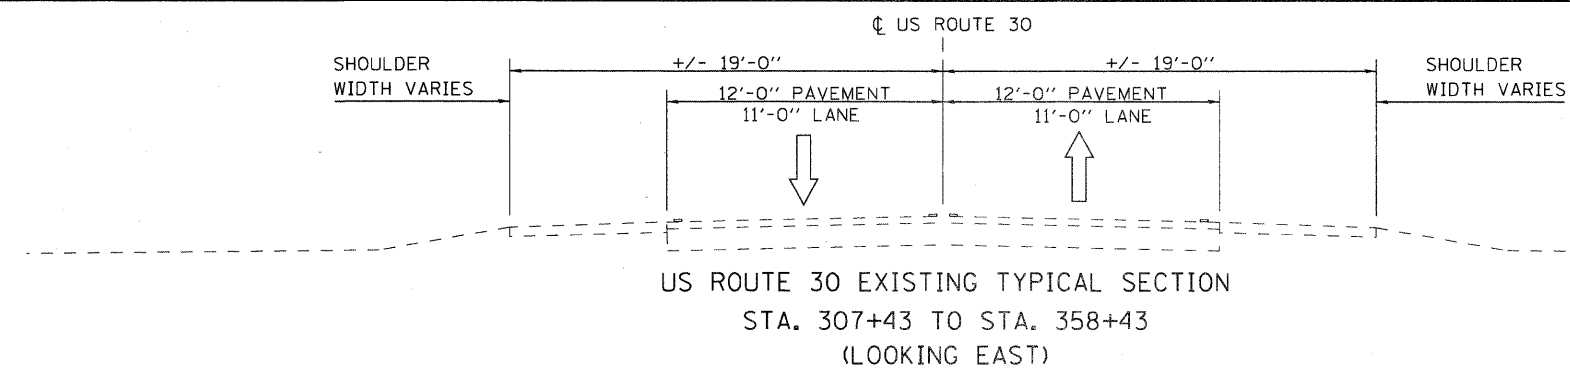 ℄ US ROUTE 30
+/- 19'-0'' +/- 19'-0''
SHOULDER
WIDTH VARIES
SHOULDER
WIDTH VARIES
12'-0'' PAVEMENT
11'-0'' LANE
12'-0'' PAVEMENT
11'-0'' LANE
US ROUTE 30 EXISTING TYPICAL SECTION
STA. 307+43 TO STA. 358+43
(LOOKING EAST)